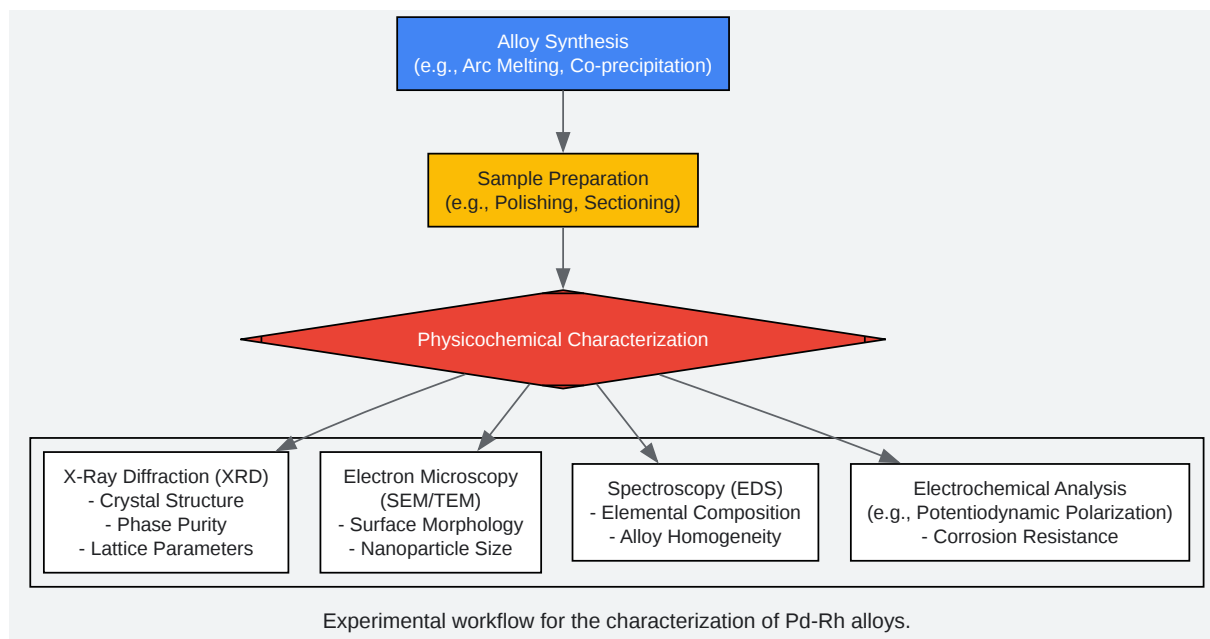 Alloy Synthesis
(e.g., Arc Melting, Co-precipitation)
Sample Preparation
(e.g., Polishing, Sectioning)
Physicochemical Characterization
X-Ray Diffraction (XRD)
- Crystal Structure
- Phase Purity
- Lattice Parameters
Electron Microscopy
(SEM/TEM)
- Surface Morphology
- Nanoparticle Size
Spectroscopy (EDS)
- Elemental Composition
- Alloy Homogeneity
Electrochemical Analysis
(e.g., Potentiodynamic Polarization)
- Corrosion Resistance
Experimental workflow for the characterization of Pd-Rh alloys.